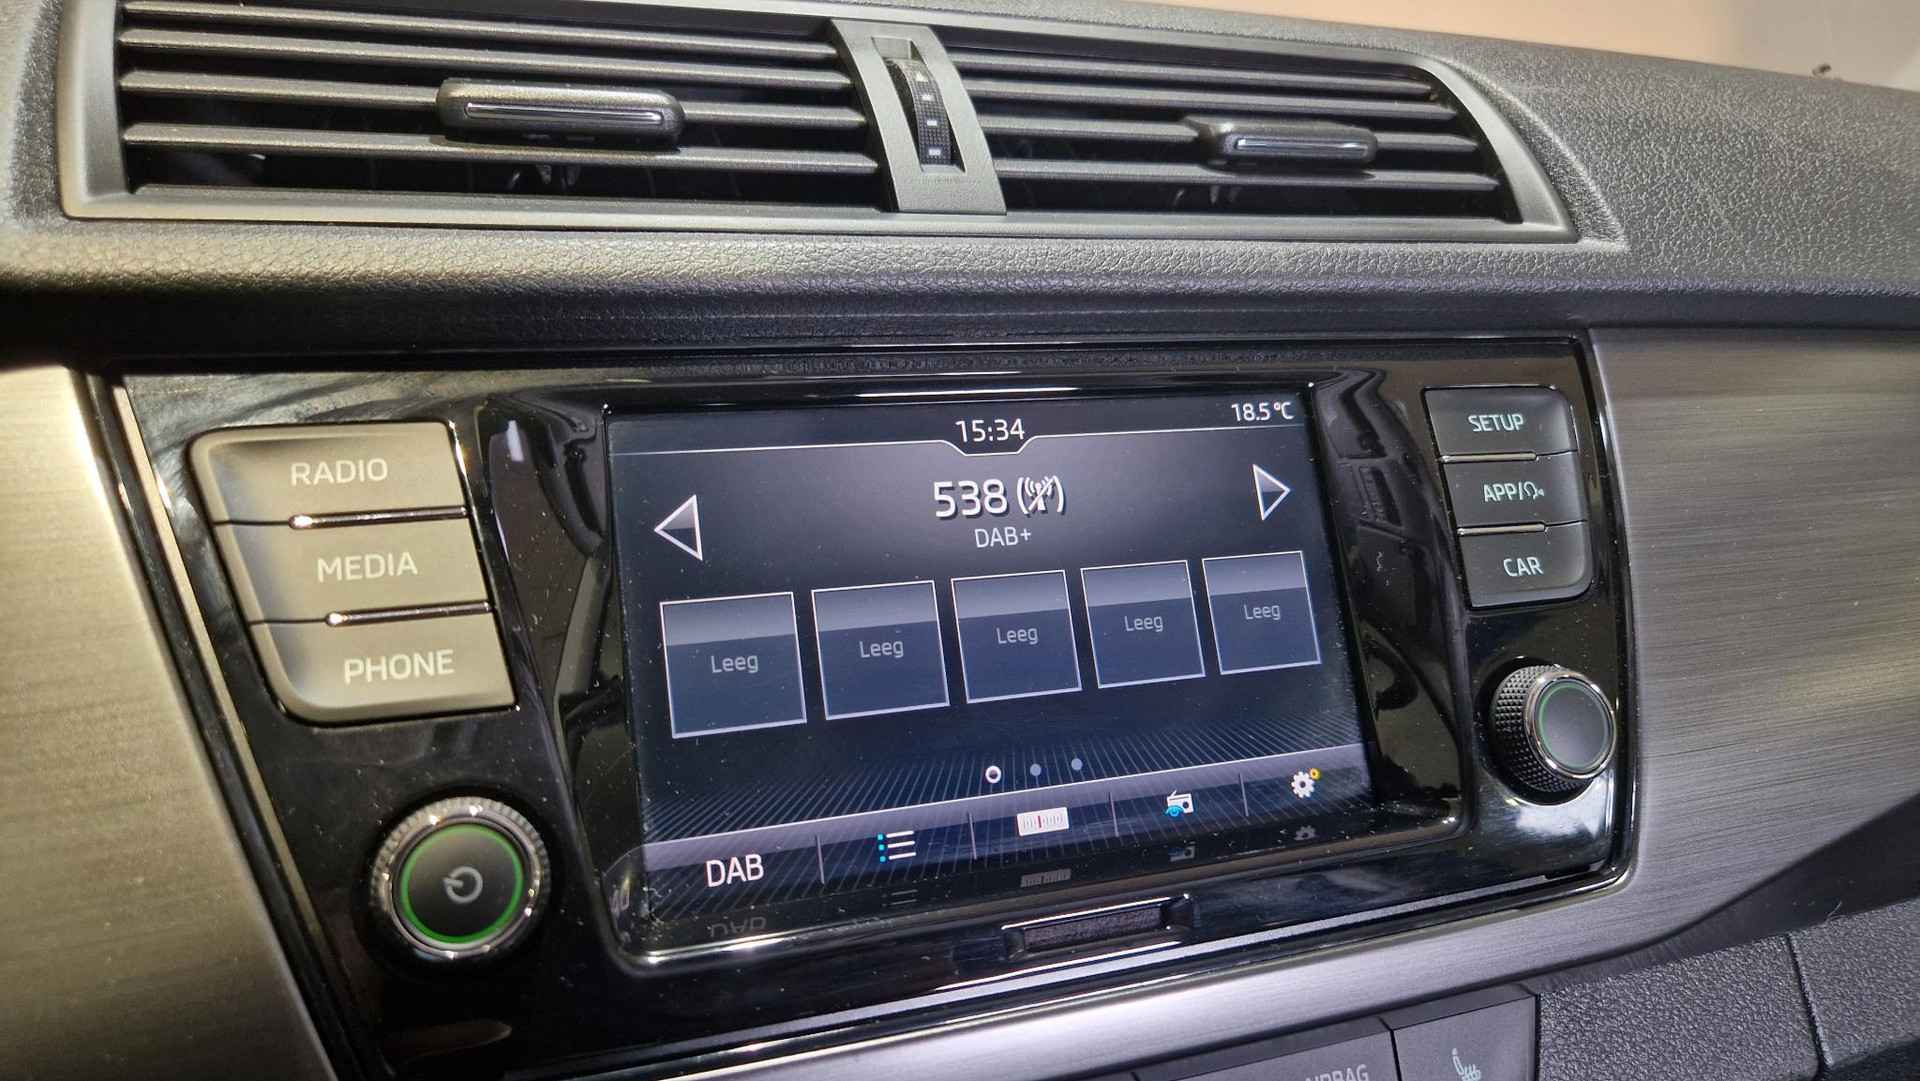 15:34
18.5°C
538
DAB+
Leeg Leeg Leeg Leeg Leeg
DAB
RADIO
MEDIA
PHONE
SETUP
APP/
CAR